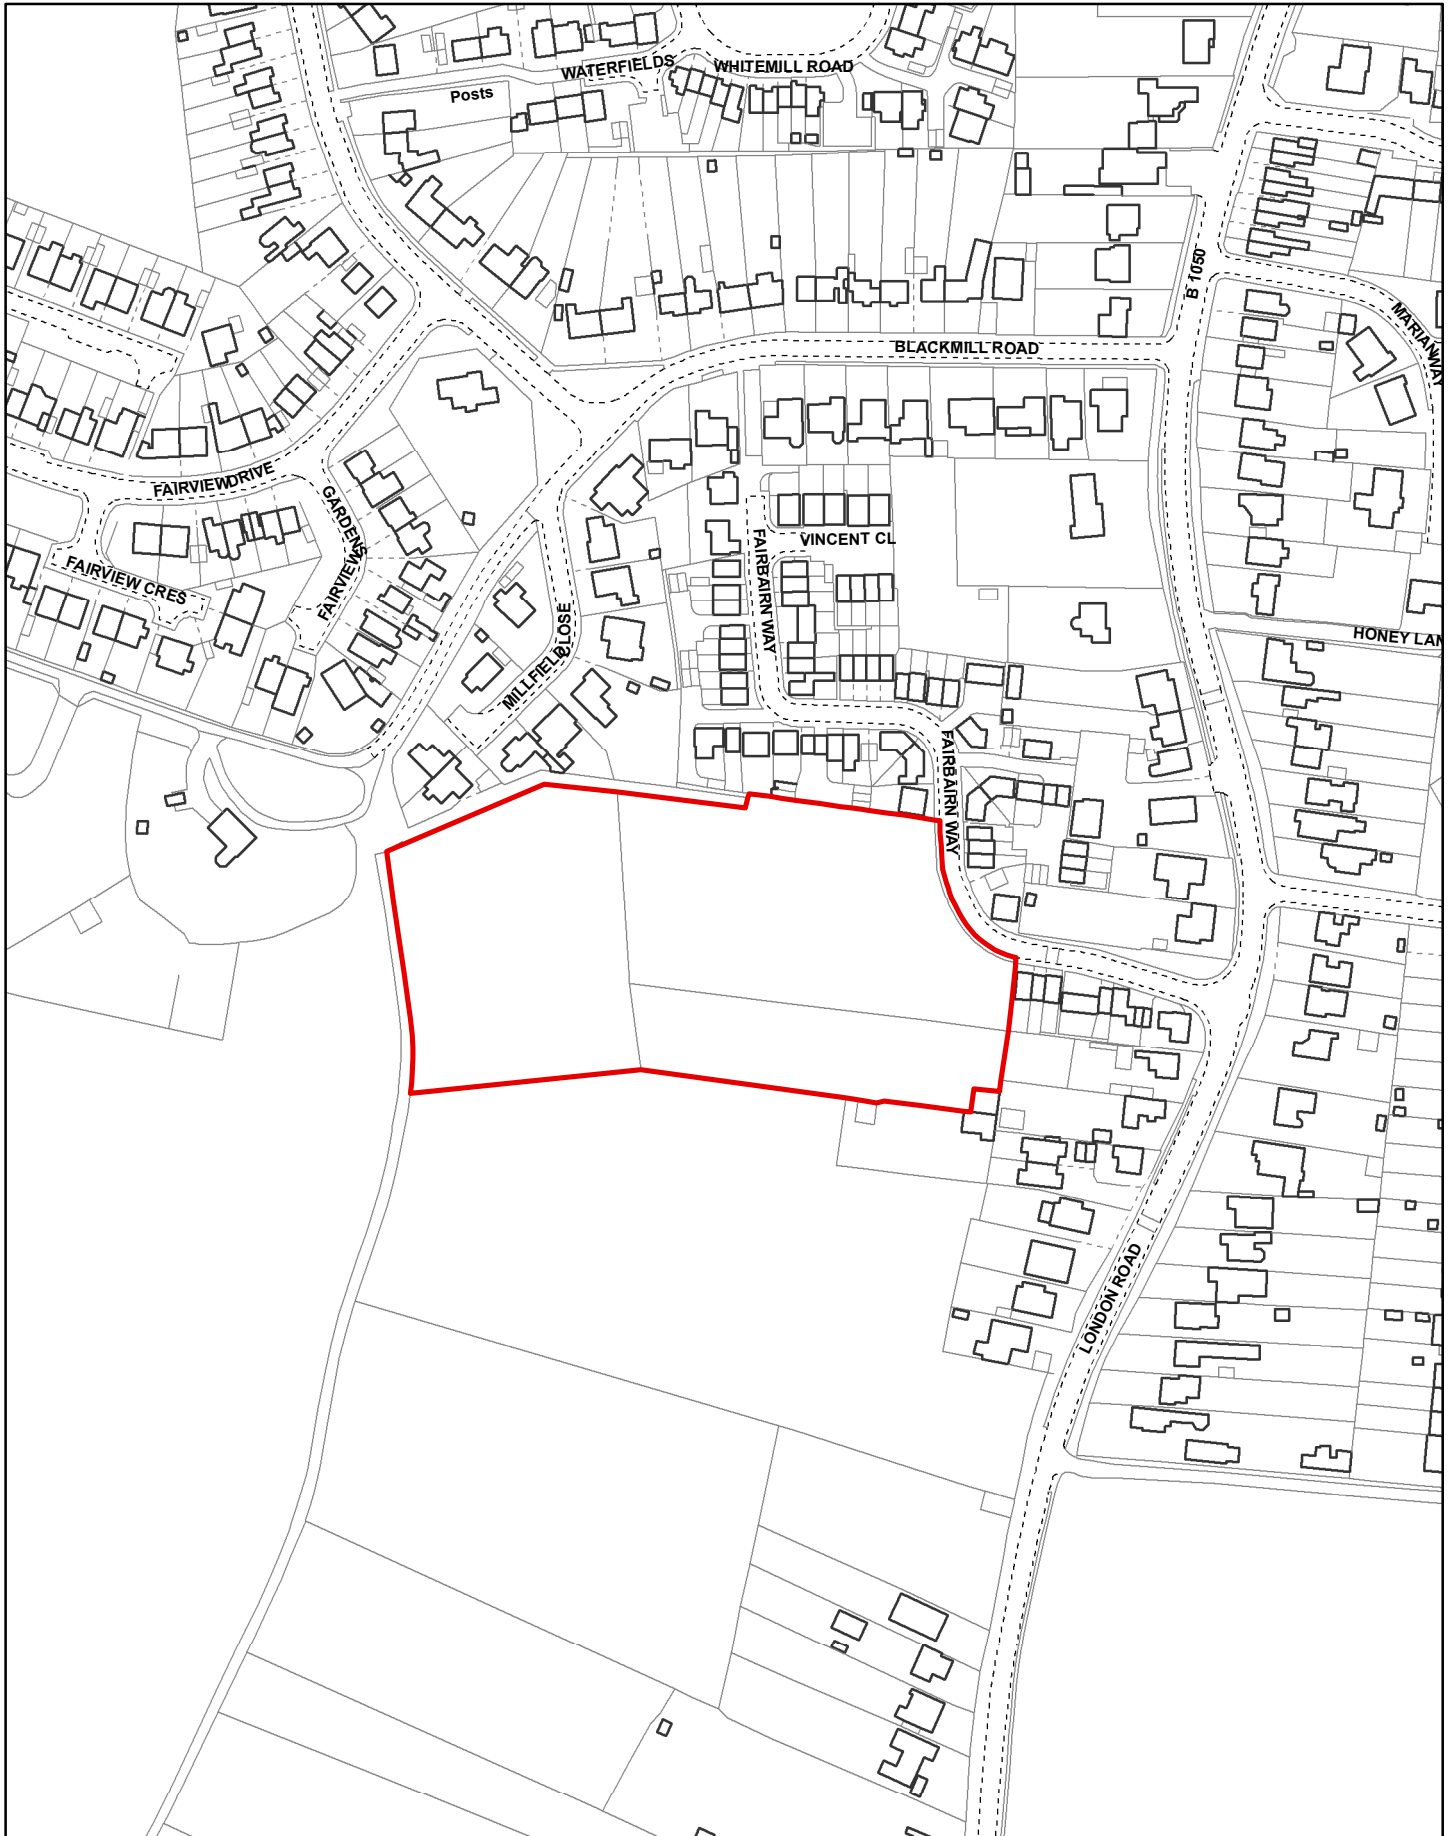 WATERFIELDS
WHITEMILL ROAD
Posts
B 1050
MARIAN WAY
BLACKMILL ROAD
FAIRVIEW DRIVE
GARDENS
FAIRVIEW
VINCENT CL
FAIRBAIRN WAY
FAIRVIEW CRES
MILLFIELD CLOSE
HONEY LAN
FAIRBAIRN WAY
LONDON ROAD